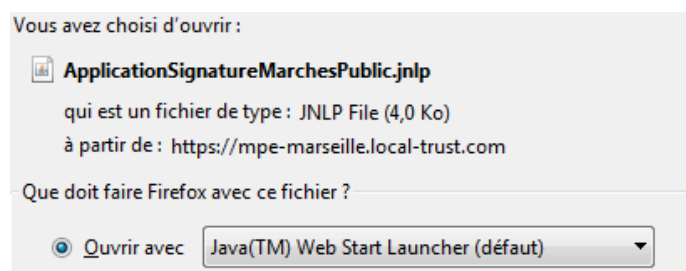 Vous avez choisi d'ouvrir :
ApplicationSignatureMarchesPublic.jnlp
qui est un fichier de type : JNLP File (4,0 Ko)
à partir de : https://mpe-marseille.local-trust.com
Que doit faire Firefox avec ce fichier ?
Ouvrir avec Java(TM) Web Start Launcher (défaut)